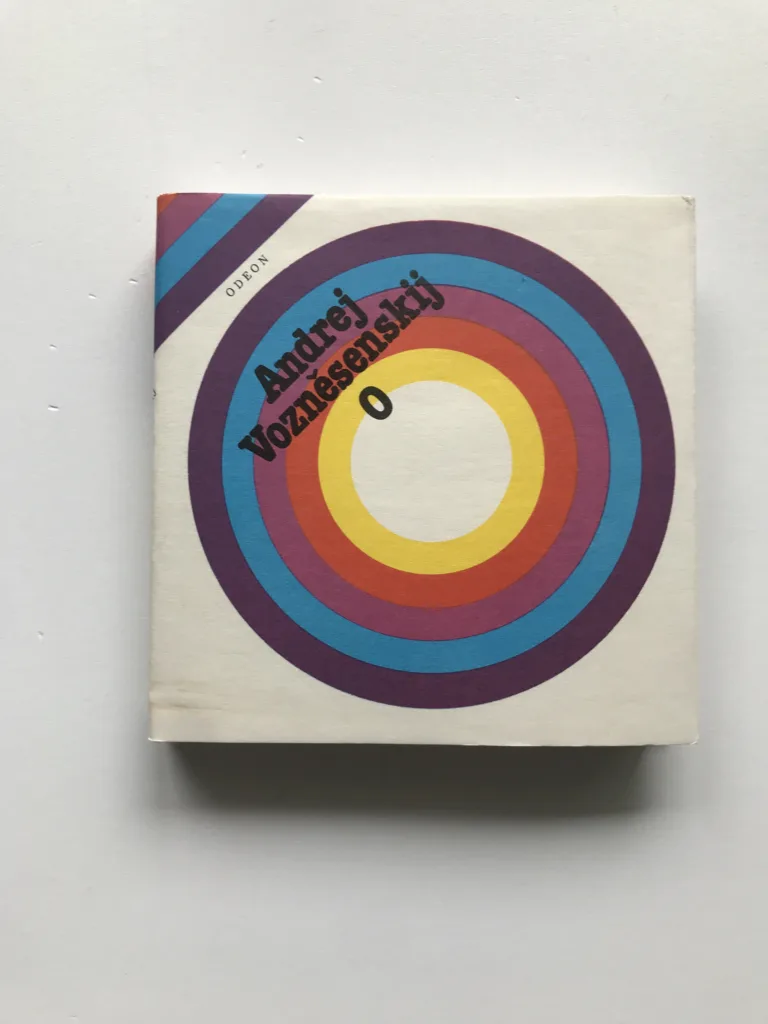 ODEON
Andrej
Vozněsenskij
O